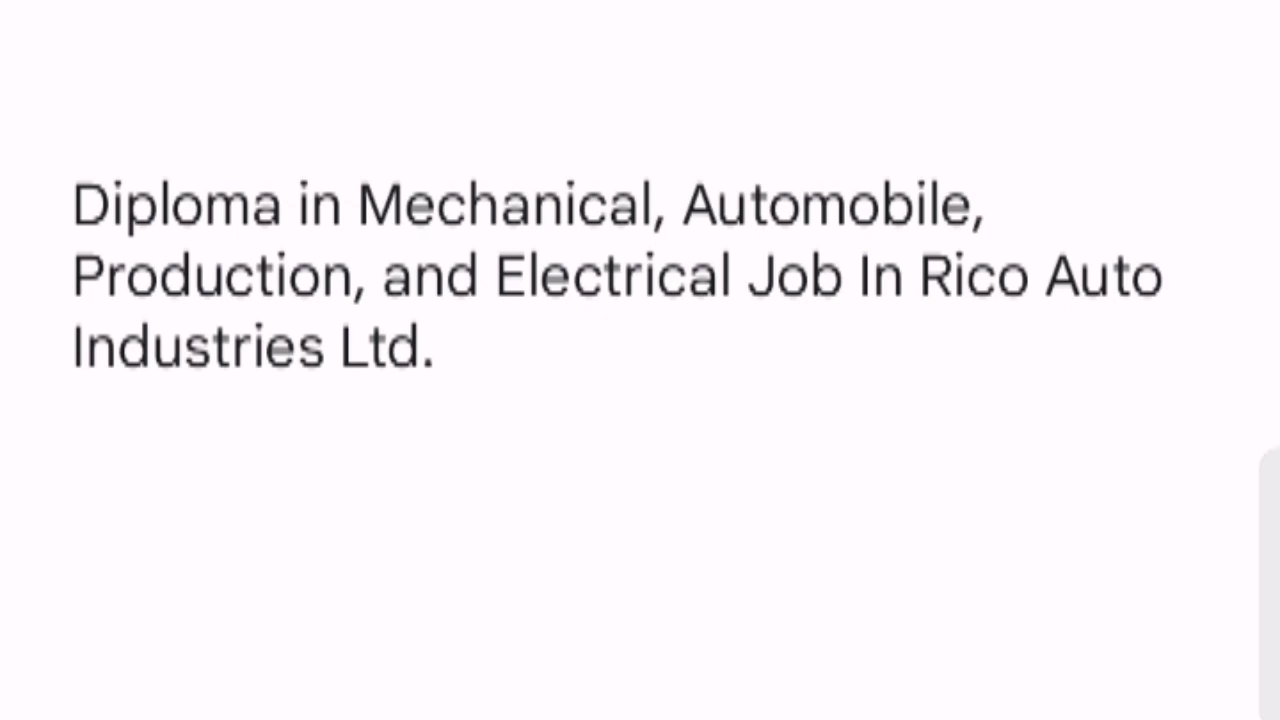 Diploma in Mechanical, Automobile,
Production, and Electrical Job In Rico Auto
Industries Ltd.